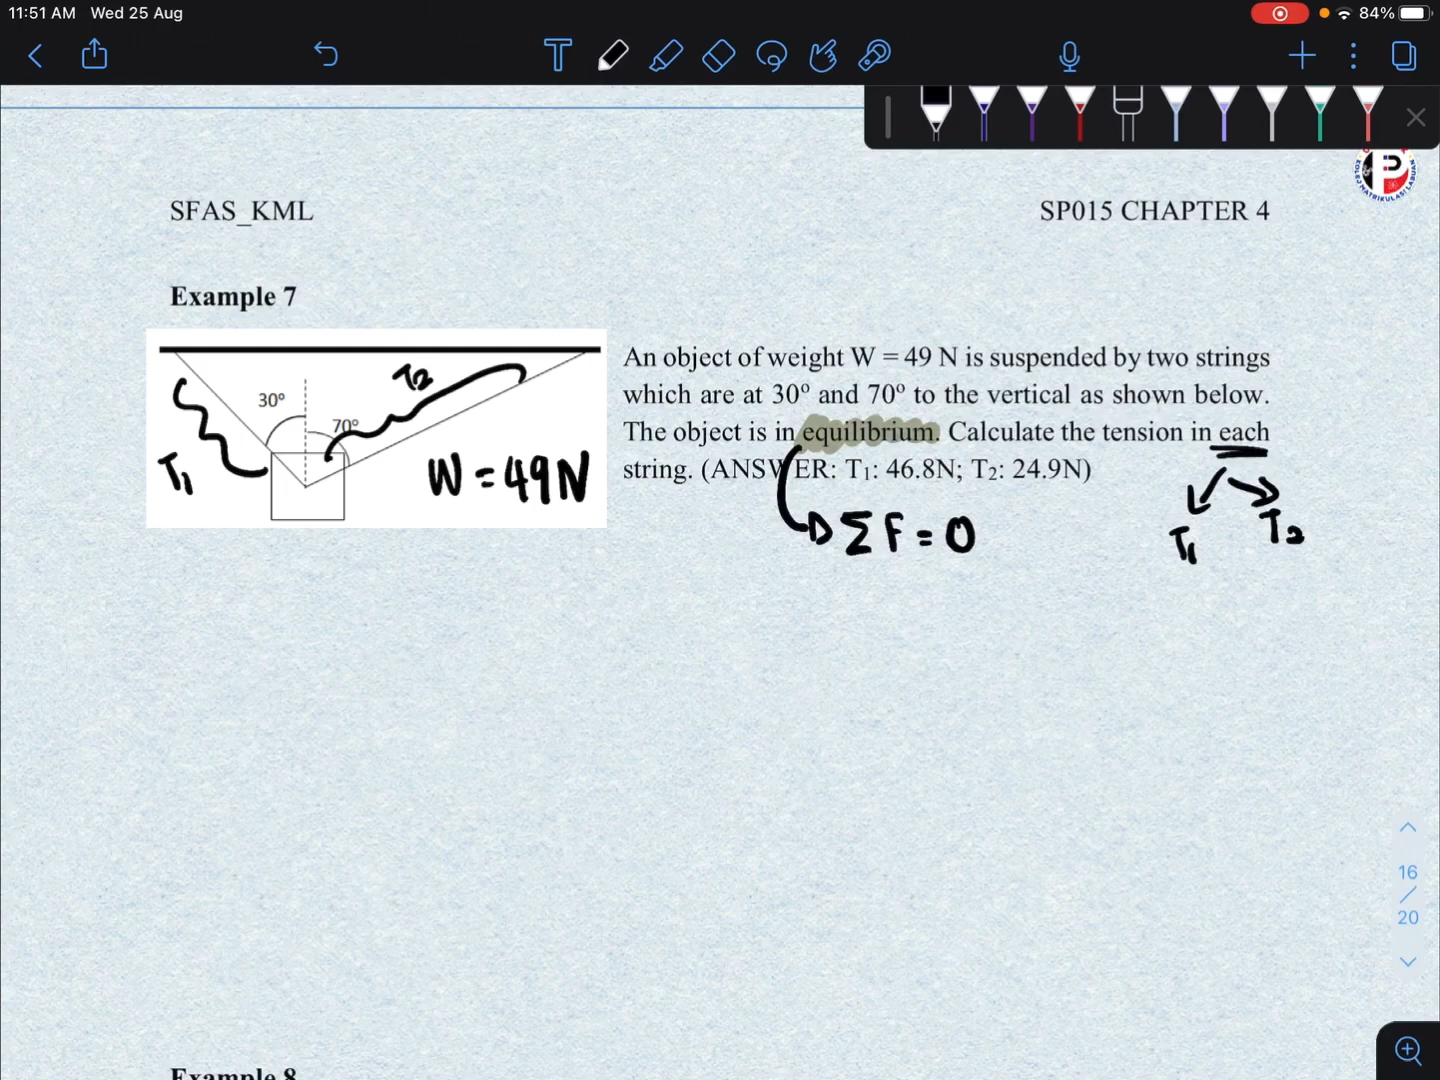 11:51 AM Wed 25 Aug
84%
SFAS_KML
SP015 CHAPTER 4
Example 7
An object of weight W = 49 N is suspended by two strings
which are at 30º and 70º to the vertical as shown below.
The object is in equilibrium. Calculate the tension in each
string. (ANSWER: T₁: 46.8N; T₂: 24.9N)
T₂
30°
70°
T₁
W = 49N
Σ F = 0
T₁
T₂
16
/
20
Example 8